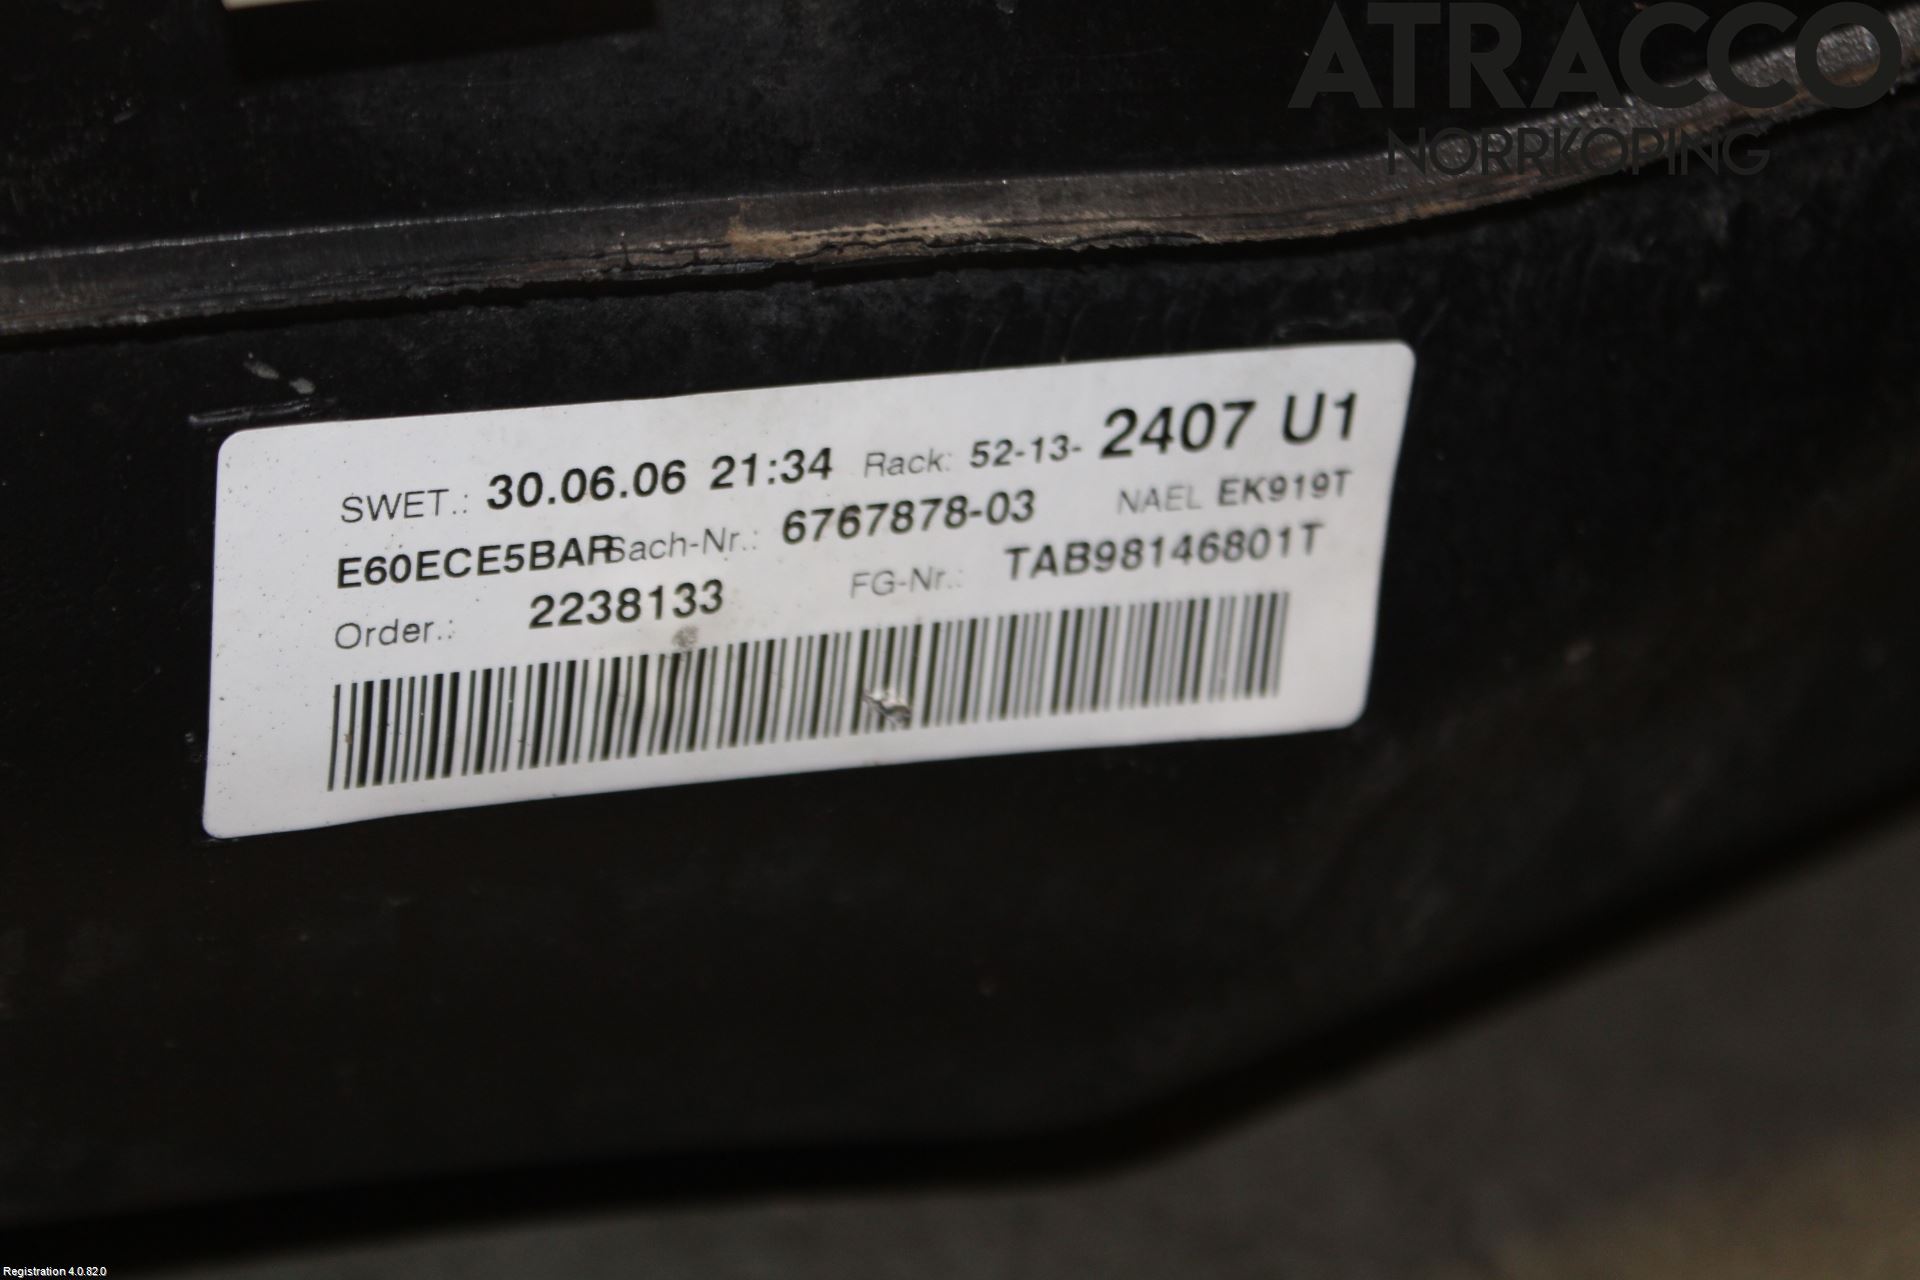 ATRACCO
NORRKÖPING
SWET.: 30.06.06 21:34 Rack: 52-13- 2407 U1
E60ECE5BAR Sach-Nr.: 6767878-03 NAEL EK919T
Order.: 2238133 FG-Nr.: TAB98146801T
Registration 4.0.82.0